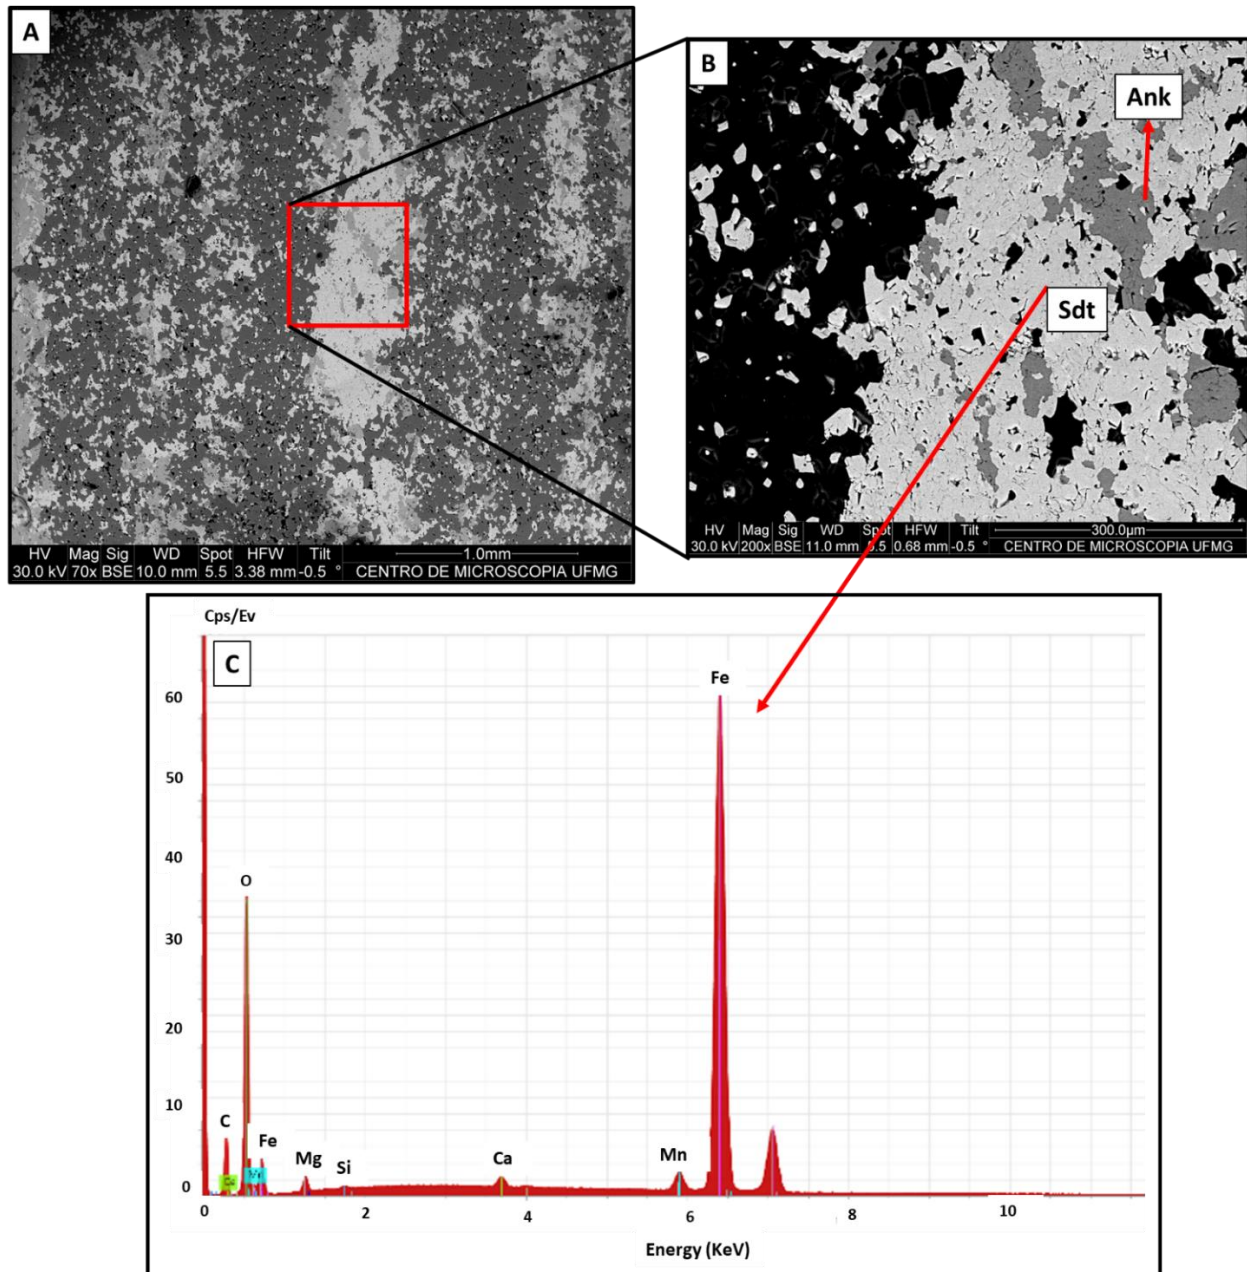 A
HV Mag Sig WD Spot HFW Tilt 1.0mm
30.0 kV 70x BSE 10.0 mm 5.5 3.38 mm -0.5 ° CENTRO DE MICROSCOPIA UFMG
B
Ank
Sdt
HV Mag Sig WD Spot HFW Tilt 300.0µm
30.0 kV 200x BSE 11.0 mm 5.5 0.68 mm -0.5 ° CENTRO DE MICROSCOPIA UFMG
Cps/Ev
C
60
50
40
30
20
10
0
O
C
Fe
Mg
Si
Ca
Mn
Fe
0 2 4 6 8 10
Energy (KeV)